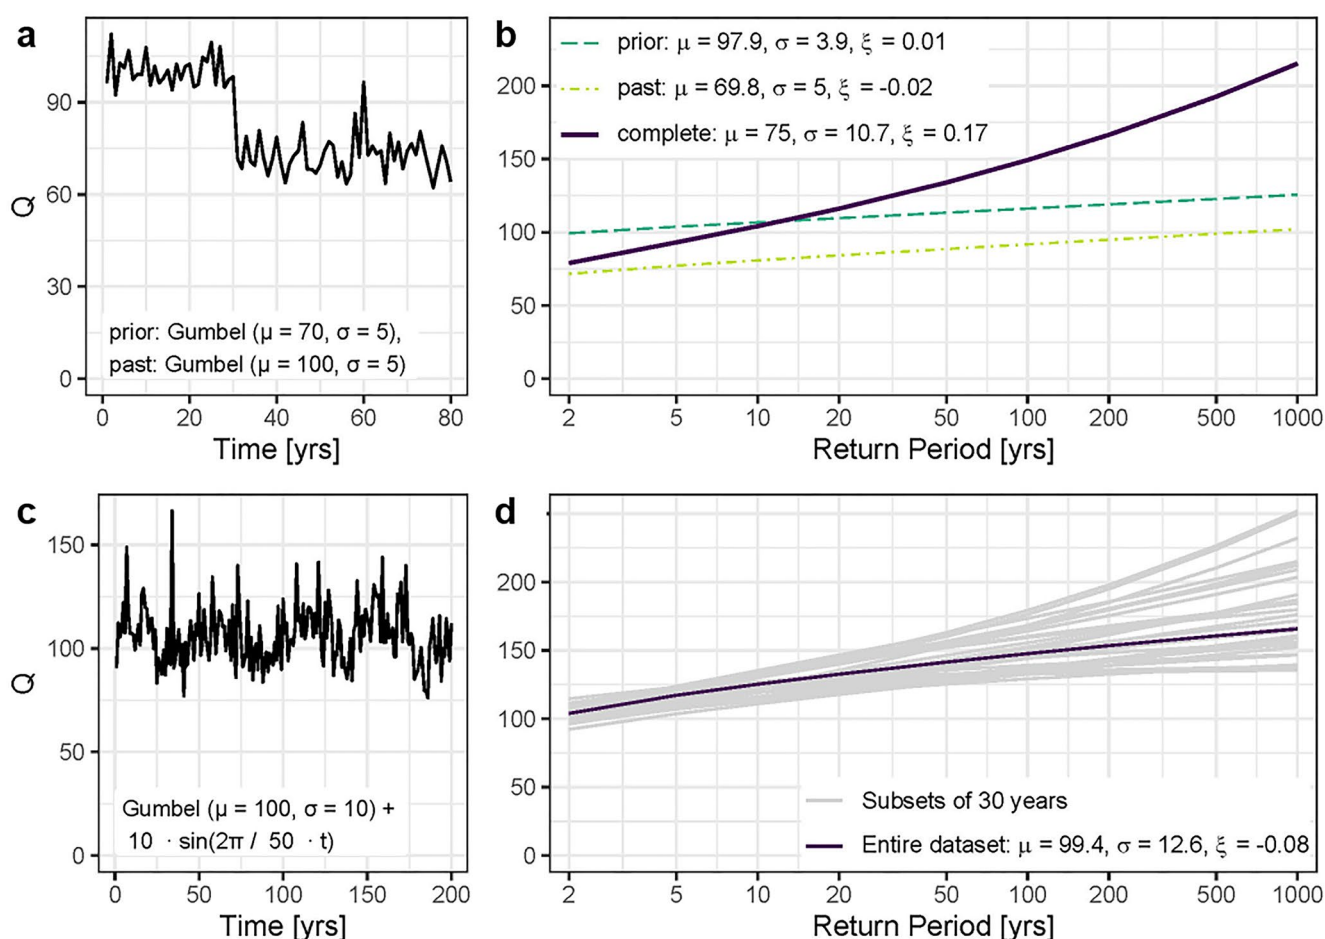 a
Q
90
60
30
0
prior: Gumbel (μ = 70, σ = 5),
past: Gumbel (μ = 100, σ = 5)
0 20 40 60 80
Time [yrs]
b
prior: μ = 97.9, σ = 3.9, ξ = 0.01
past: μ = 69.8, σ = 5, ξ = -0.02
complete: μ = 75, σ = 10.7, ξ = 0.17
200
150
100
50
0
2 5 10 20 50 100 200 500 1000
Return Period [yrs]
c
Q
150
100
50
0
Gumbel (μ = 100, σ = 10) +
10 · sin(2π / 50 · t)
0 50 100 150 200
Time [yrs]
d
200
150
100
50
0
Subsets of 30 years
Entire dataset: μ = 99.4, σ = 12.6, ξ = -0.08
2 5 10 20 50 100 200 500 1000
Return Period [yrs]